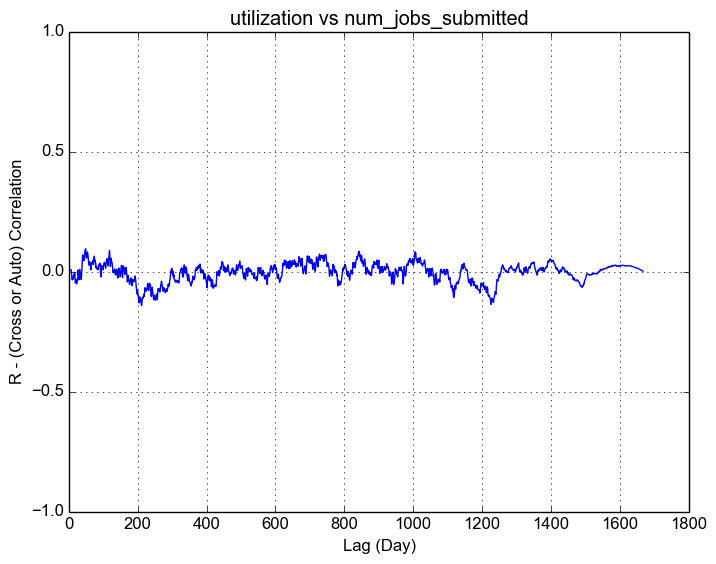 utilization vs num_jobs_submitted
1.0
0.5
0.0
−0.5
−1.0
R - (Cross or Auto) Correlation
0 200 400 600 800 1000 1200 1400 1600 1800
Lag (Day)